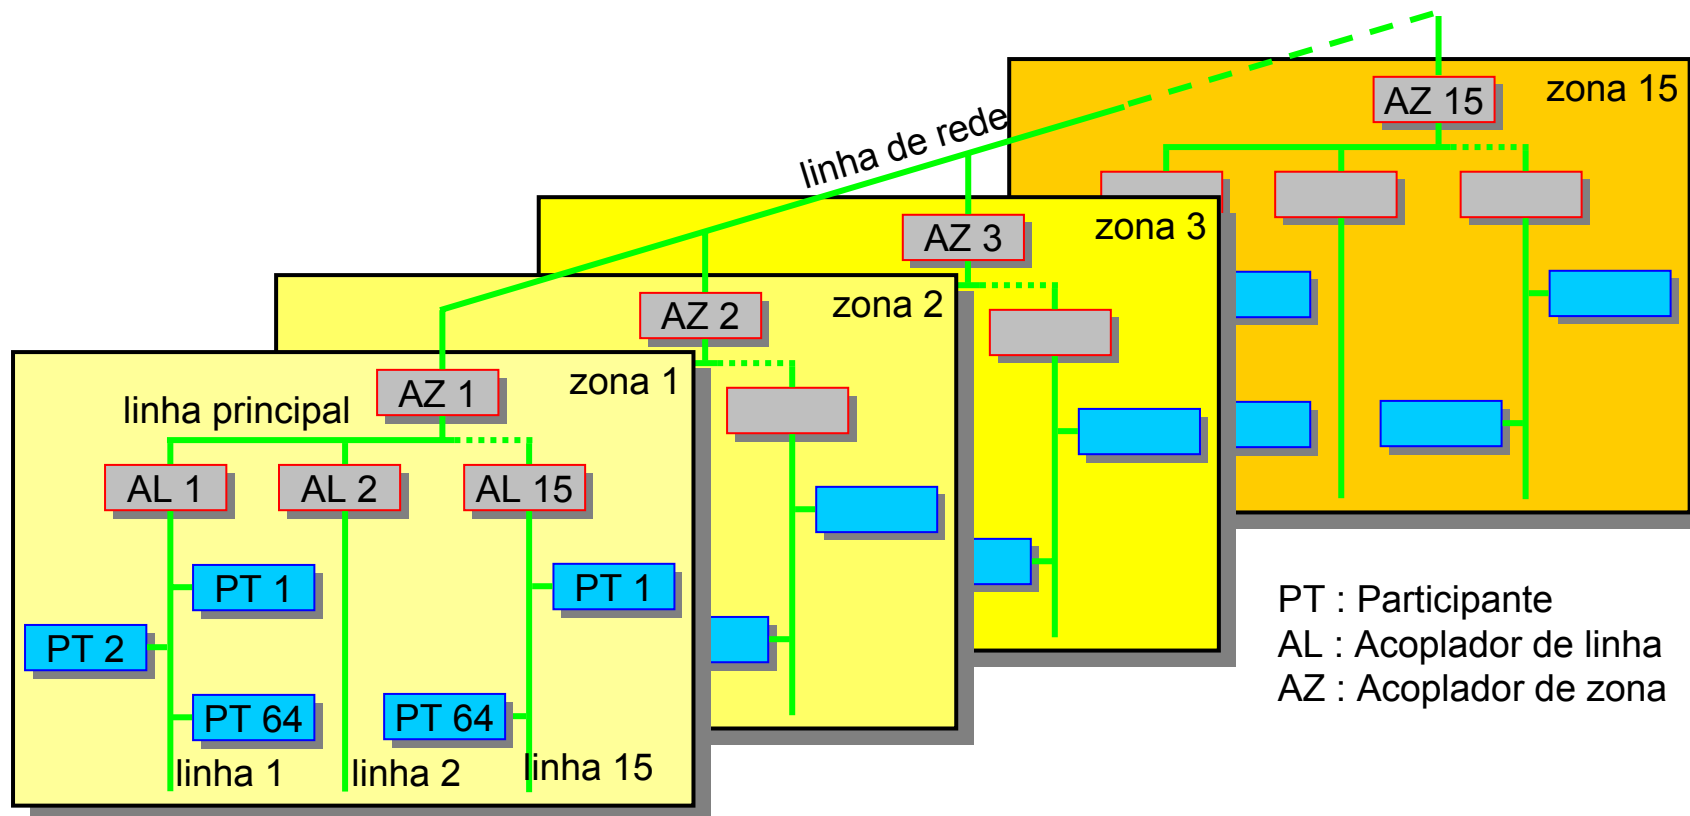 zona 15
AZ 15
linha de rede
zona 3
AZ 3
zona 2
AZ 2
zona 1
AZ 1
linha principal
AL 1
AL 2
AL 15
PT 1
PT 1
PT 2
PT 64
PT 64
linha 1
linha 2
linha 15
PT : Participante
AL : Acoplador de linha
AZ : Acoplador de zona